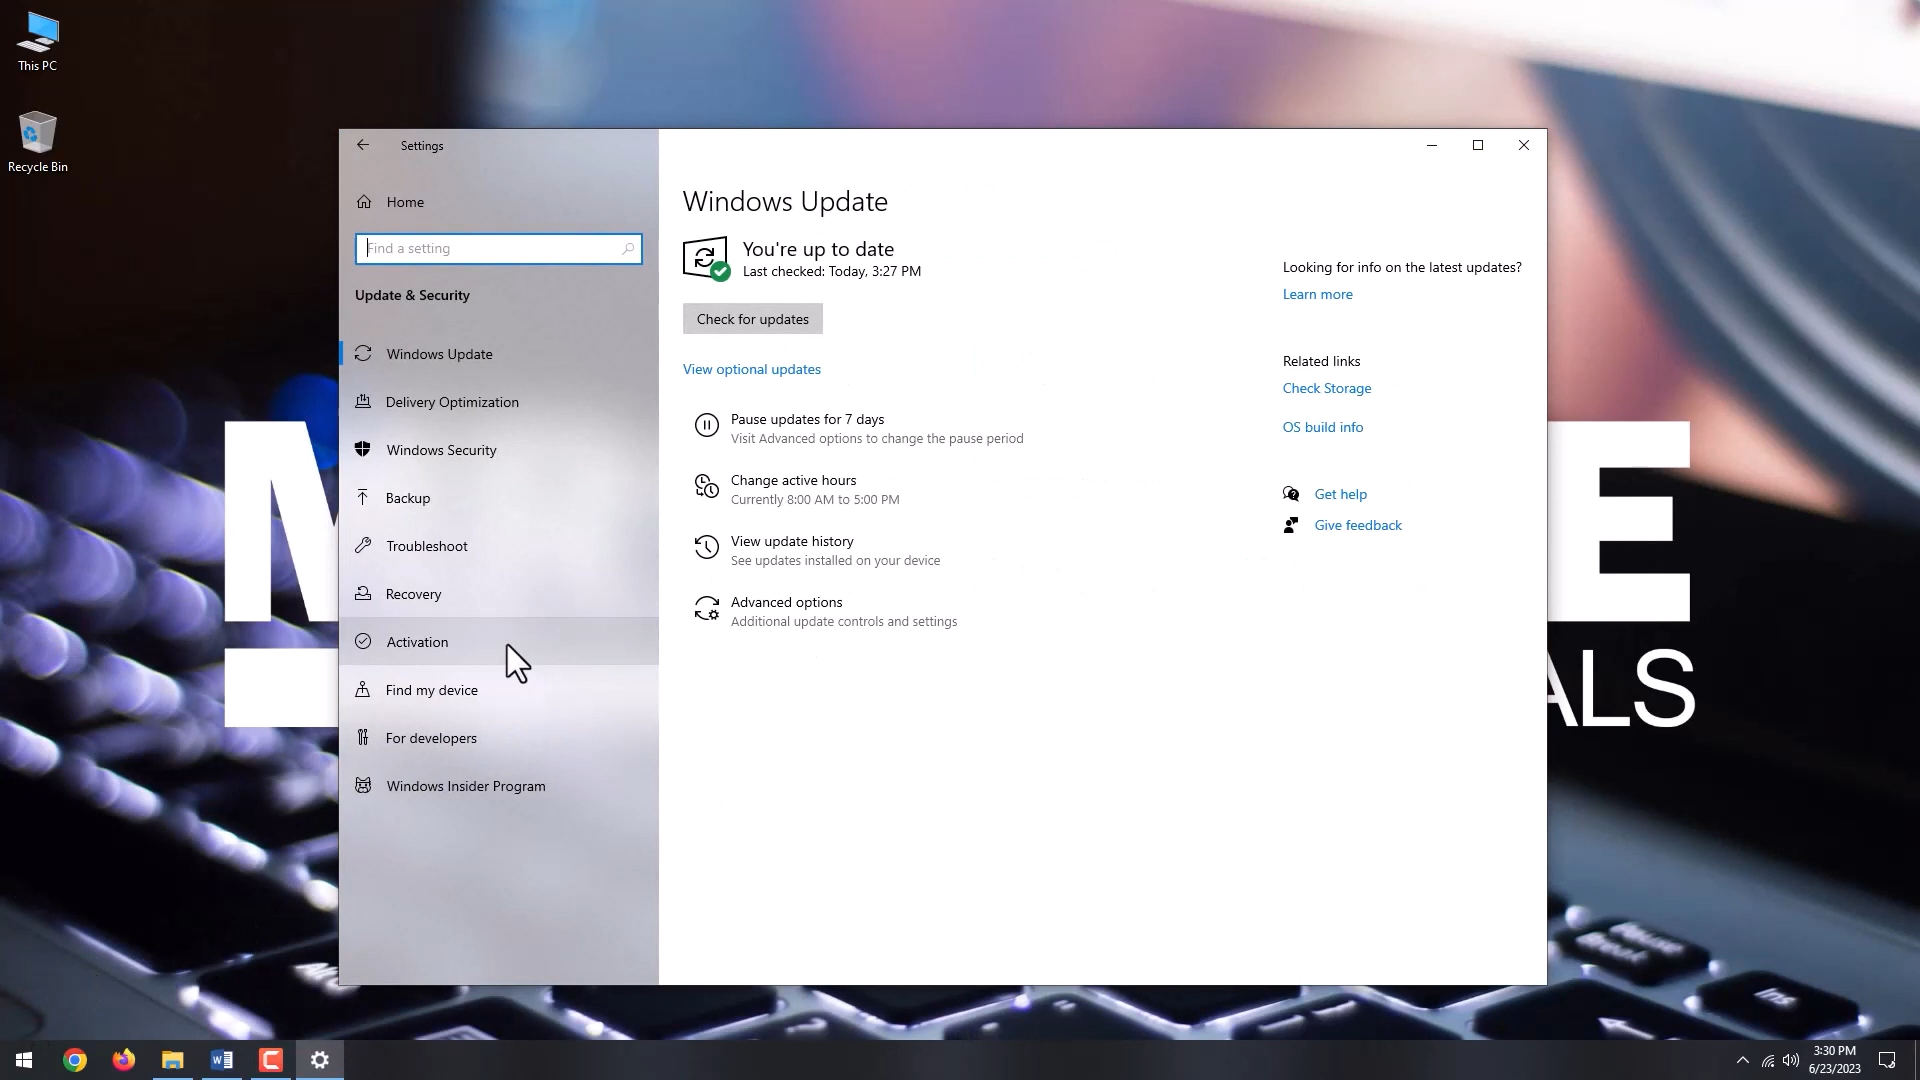 This PC
Recycle Bin
Settings
Home
Find a setting
Update & Security
Windows Update
Delivery Optimization
Windows Security
Backup
Troubleshoot
Recovery
Activation
Find my device
For developers
Windows Insider Program
Windows Update
You're up to date
Last checked: Today, 3:27 PM
Check for updates
View optional updates
Pause updates for 7 days
Visit Advanced options to change the pause period
Change active hours
Currently 8:00 AM to 5:00 PM
View update history
See updates installed on your device
Advanced options
Additional update controls and settings
Looking for info on the latest updates?
Learn more
Related links
Check Storage
OS build info
Get help
Give feedback
M E
ALS
Pause
Break
Ins
3:30 PM
6/23/2023